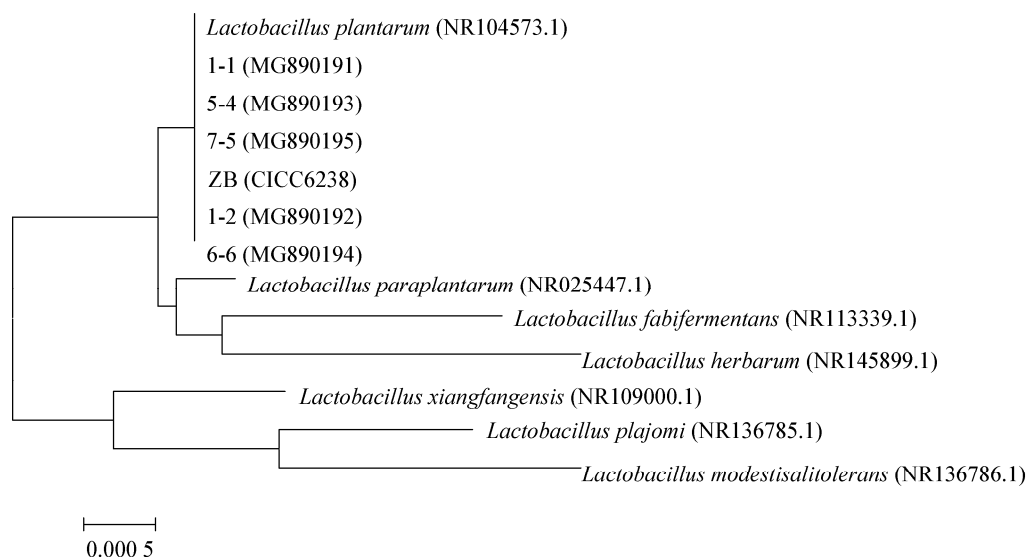 Lactobacillus plantarum (NR104573.1)
1-1 (MG890191)
5-4 (MG890193)
7-5 (MG890195)
ZB (CICC6238)
1-2 (MG890192)
6-6 (MG890194)
Lactobacillus paraplantarum (NR025447.1)
Lactobacillus fabifermentans (NR113339.1)
Lactobacillus herbarum (NR145899.1)
Lactobacillus xiangfangensis (NR109000.1)
Lactobacillus plajomi (NR136785.1)
Lactobacillus modestisalitolerans (NR136786.1)
0.000 5